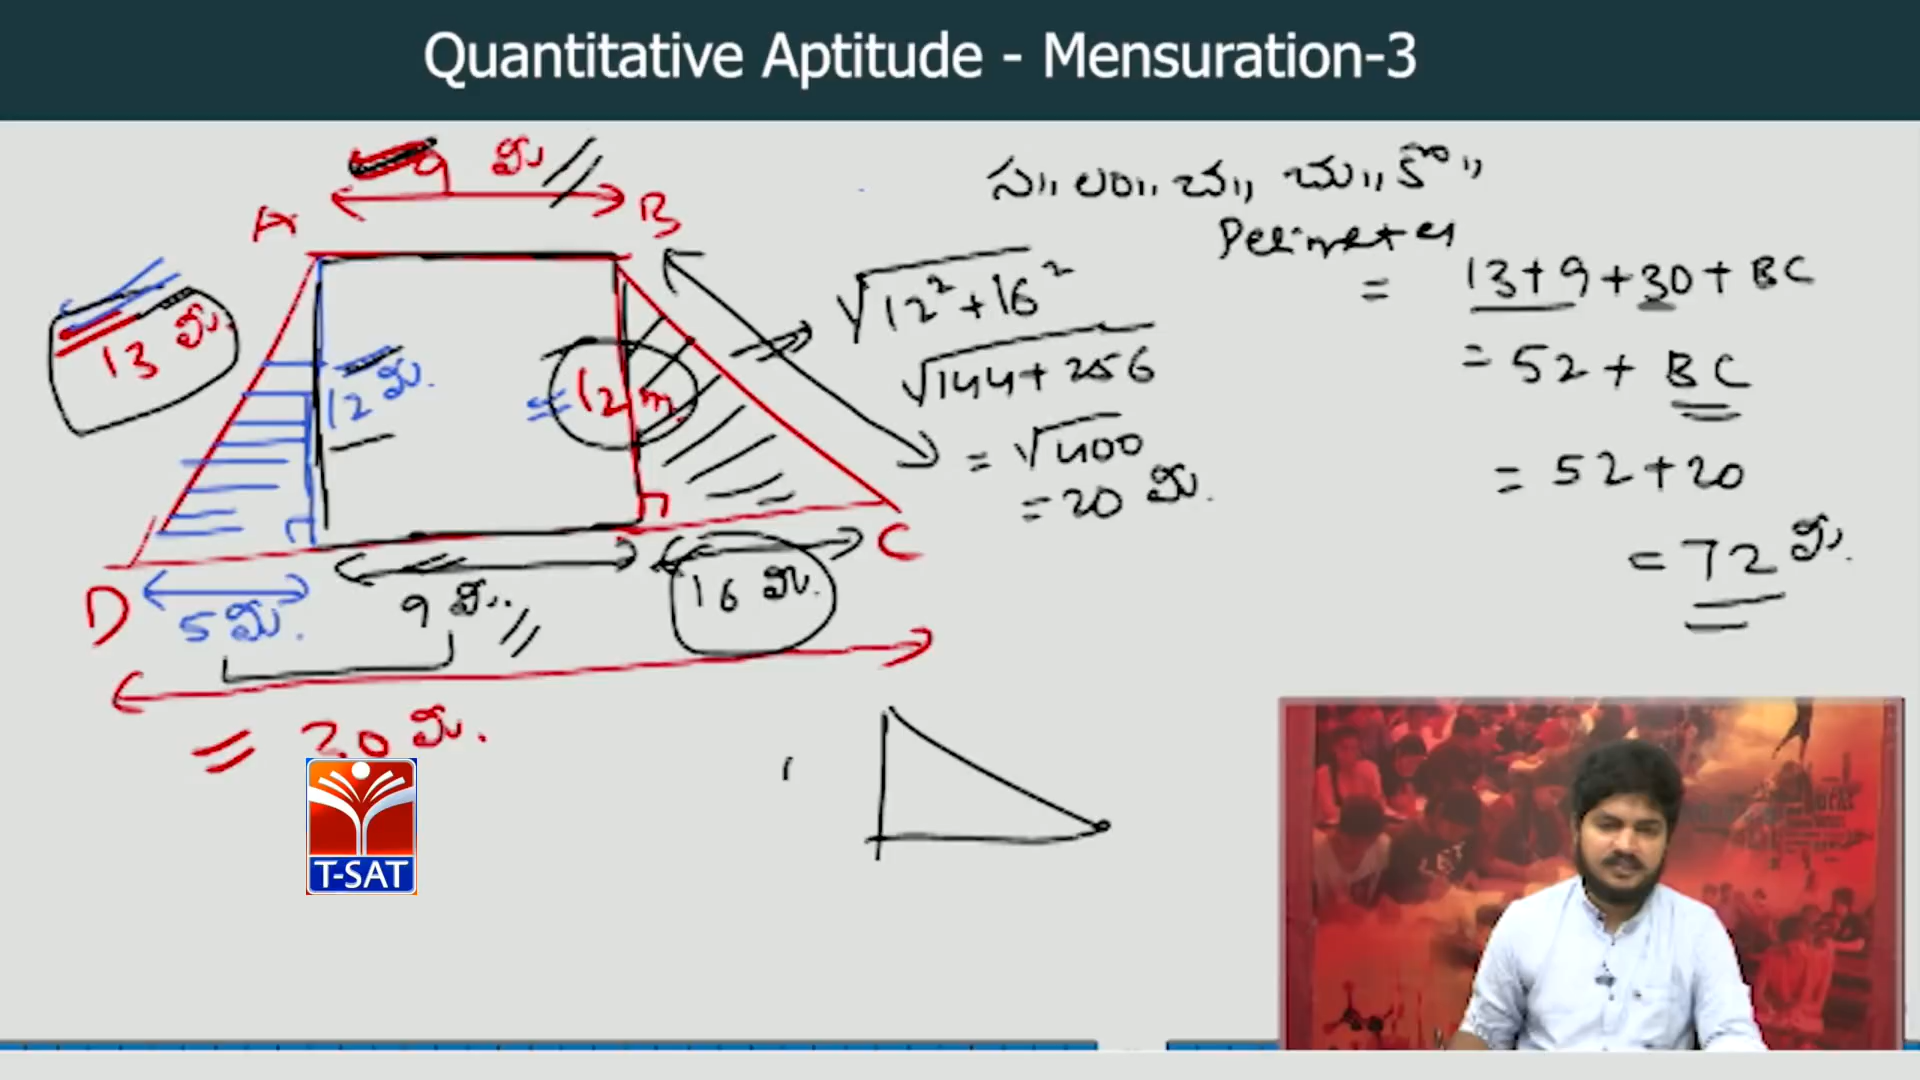 Quantitative Aptitude - Mensuration-3
9 మీ
A
B
13 మీ.
12 మీ.
= 12 m
D
C
5 మీ.
9 మీ.
16 మీ.
= 30 మీ.
√12² + 16²
√144 + 256
= √400
= 20 మీ.
స॥ లం॥ చ॥ చు॥ కొ॥
Perimeter
= 13 + 9 + 30 + BC
= 52 + BC
= 52 + 20
= 72 మీ.
T-SAT